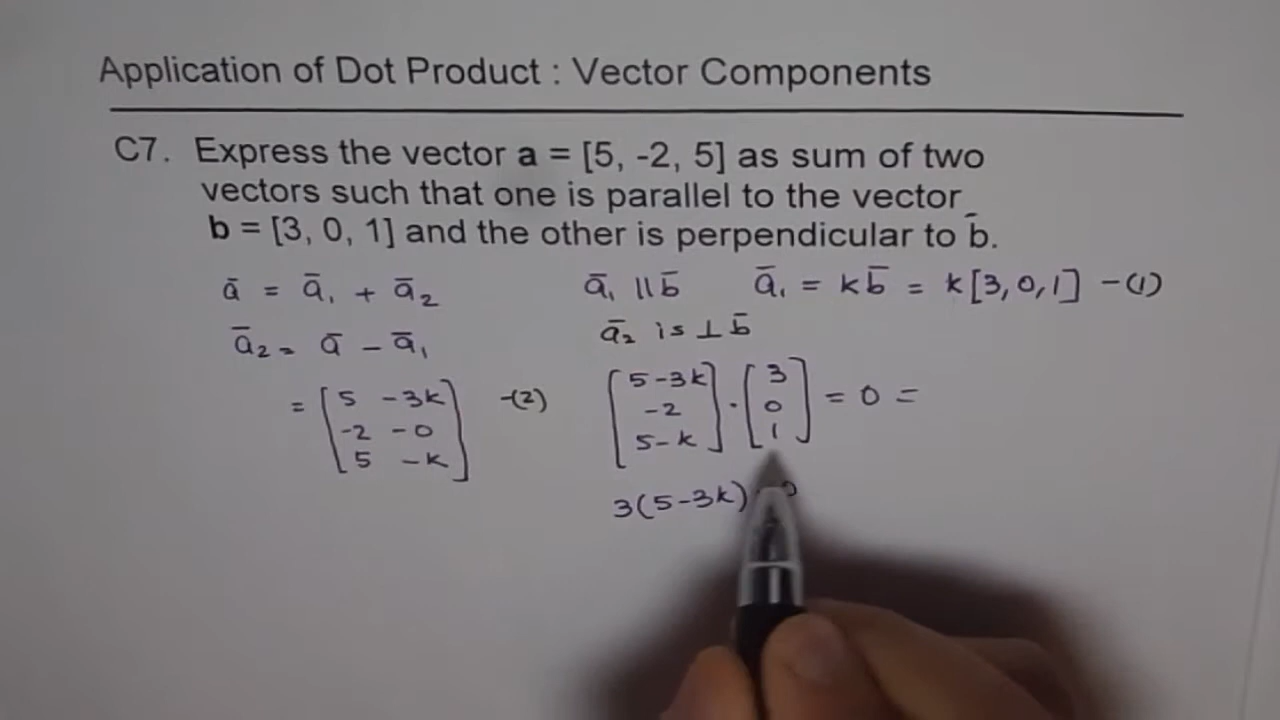 Application of Dot Product : Vector Components
C7. Express the vector a = [5, -2, 5] as sum of two
vectors such that one is parallel to the vector
b = [3, 0, 1] and the other is perpendicular to b̄.
ā = ā₁ + ā₂
ā₁ || b̄ ā₁ = kb̄ = k[3,0,1] -(1)
ā₂ = ā - ā₁
ā₂ is ⊥ b̄
= [5 -3k -(2) [5-3k] [3
-2 -0 -2 · 0 = 0 =
5 -k] 5-k] 1]
3(5-3k) 0